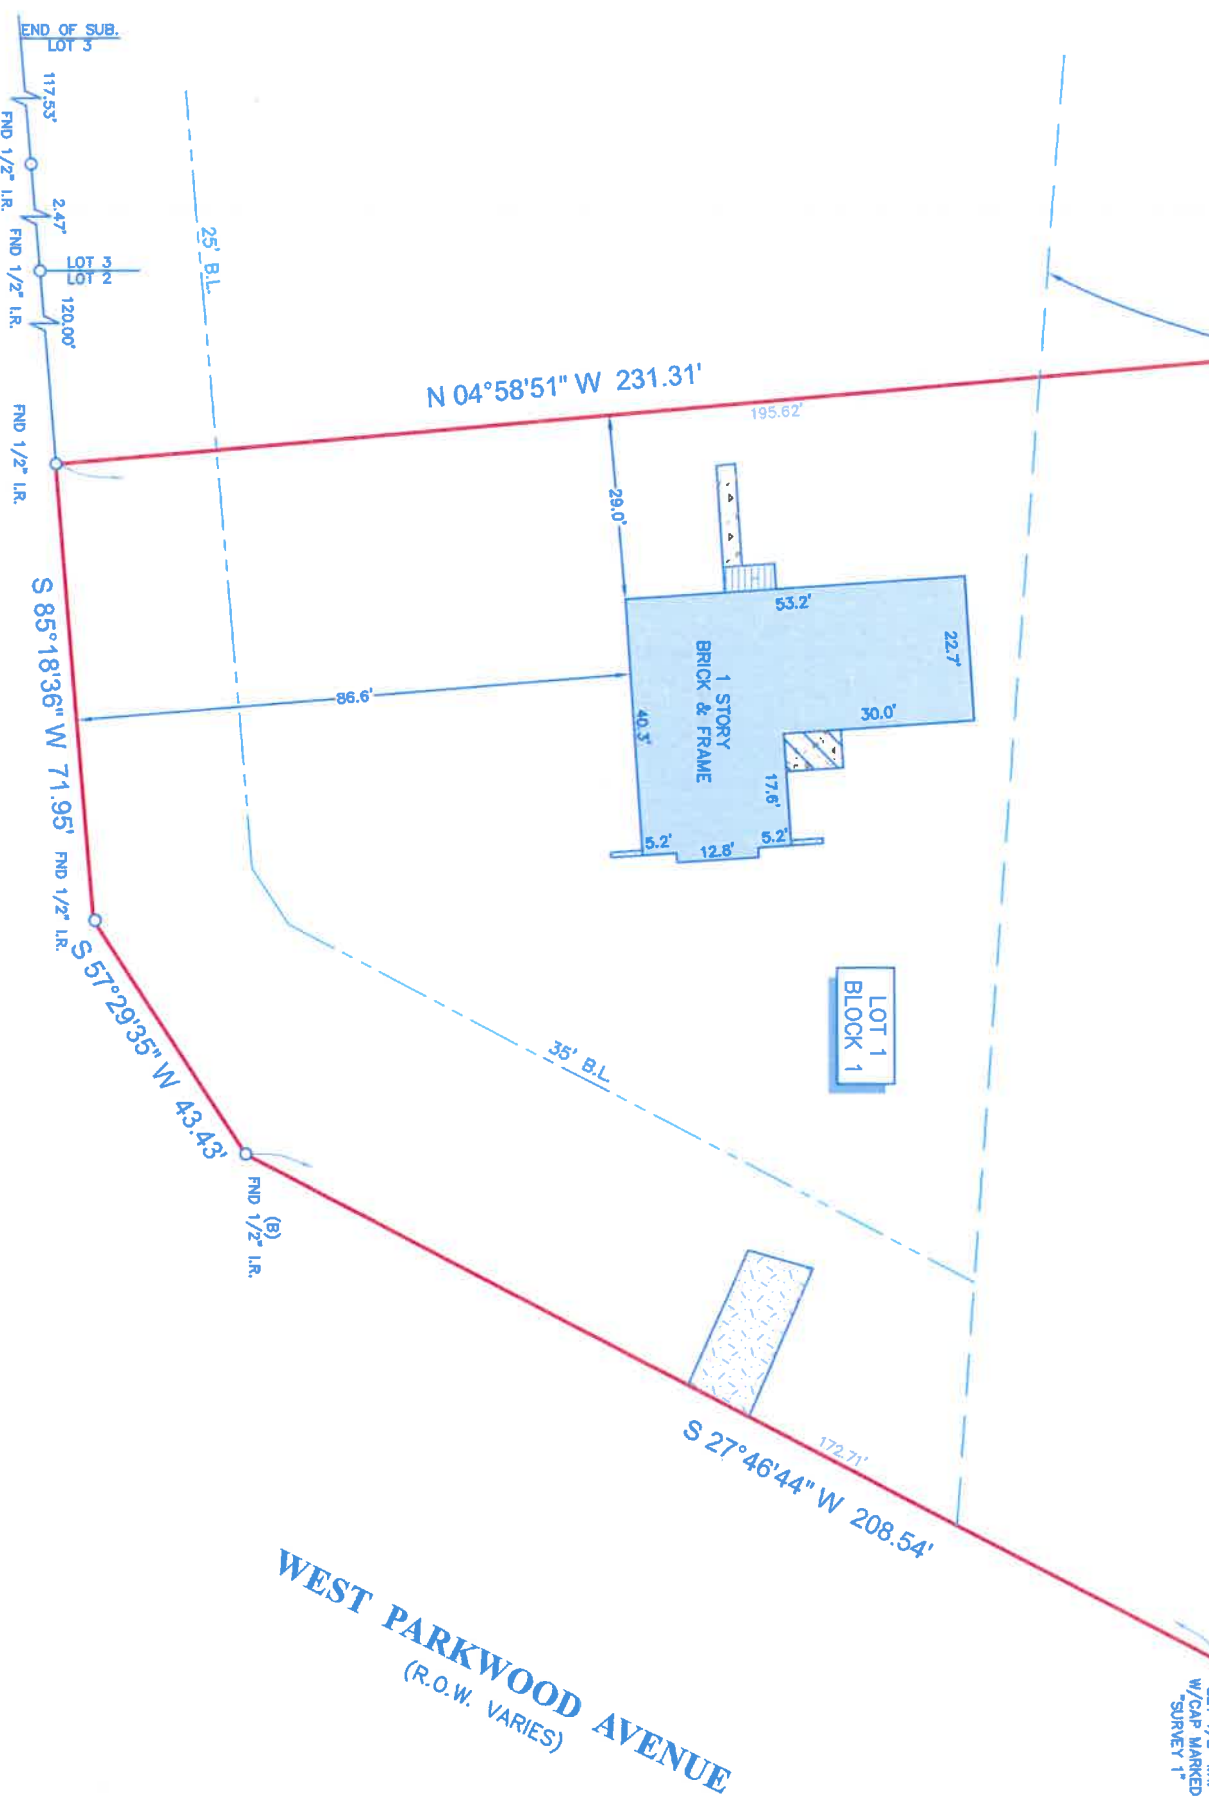 END OF SUB.
LOT 3
117.53'
FND 1/2" I.R.
2.47'
FND 1/2" I.R.
LOT 3
LOT 2
120.00'
FND 1/2" I.R.
25' B.L.
N 04°58'51" W 231.31'
195.62'
29.0'
53.2'
22.7'
1 STORY
BRICK & FRAME
30.0'
86.6'
40.3'
17.6'
5.2'
12.8'
5.2'
S 85°18'36" W 71.95'
FND 1/2" I.R.
S 57°29'35" W 43.43'
(B)
FND 1/2" I.R.
35' B.L.
LOT 1
BLOCK 1
S 27°46'44" W 208.54'
172.71'
WEST PARKWOOD AVENUE
(R.O.W. VARIES)
W/CAP MARKED
"SURVEY 1"